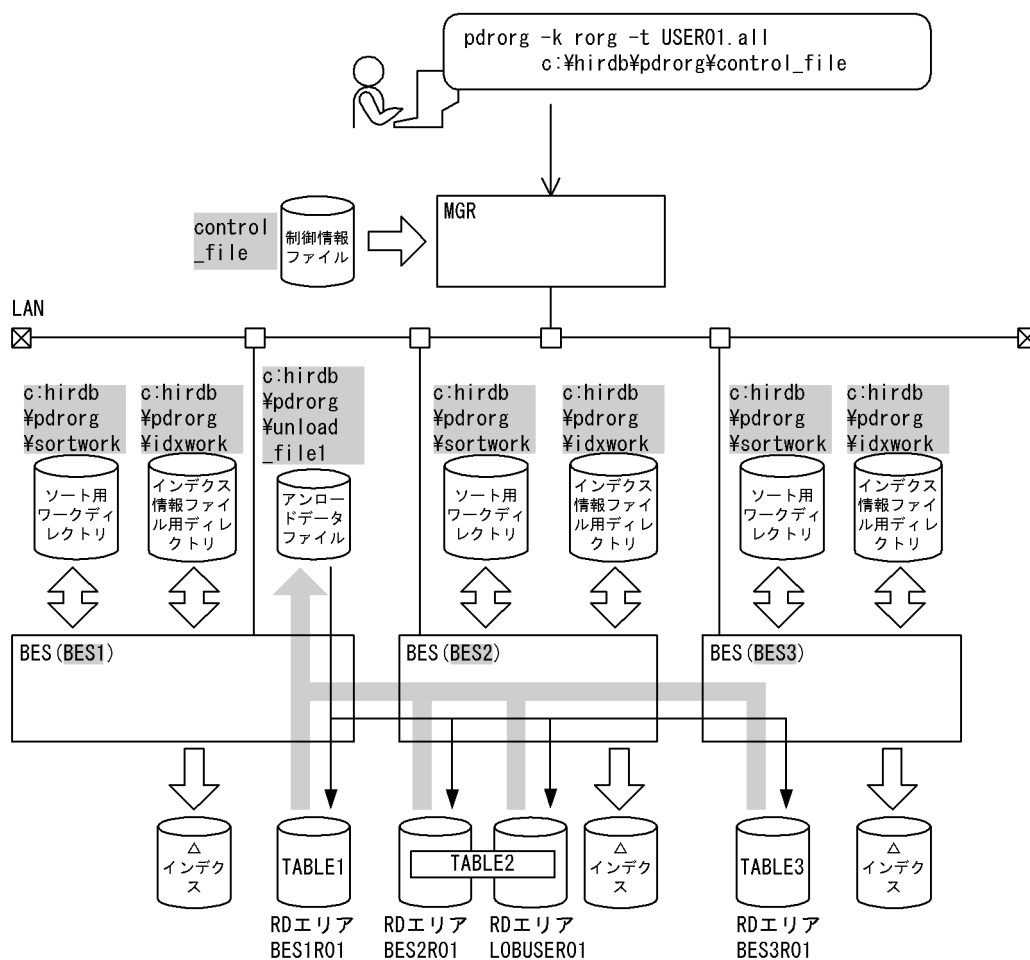 pdrorg -k rorg -t USER01.all
c:¥hirdb¥pdrorg¥control_file
MGR
control
_file
制御情報
ファイル
LAN
c:hirdb
¥pdrorg
¥sortwork
c:hirdb
¥pdrorg
¥idxwork
c:hirdb
¥pdrorg
¥unload
_file1
c:hirdb
¥pdrorg
¥sortwork
c:hirdb
¥pdrorg
¥idxwork
c:hirdb
¥pdrorg
¥sortwork
c:hirdb
¥pdrorg
¥idxwork
ソート用
ワークディ
レクトリ
インデクス
情報ファイ
ル用ディレ
クトリ
アンロー
ドデータ
ファイル
ソート用
ワークディ
レクトリ
インデクス
情報ファイ
ル用ディレ
クトリ
ソート用
ワークディ
レクトリ
インデクス
情報ファイ
ル用ディレ
クトリ
BES(BES1)
BES(BES2)
BES(BES3)
△
インデク
ス
TABLE1
TABLE2
△
インデク
ス
TABLE3
△
インデク
ス
RDエリア
BES1R01
RDエリア
BES2R01
RDエリア
LOBUSER01
RDエリア
BES3R01